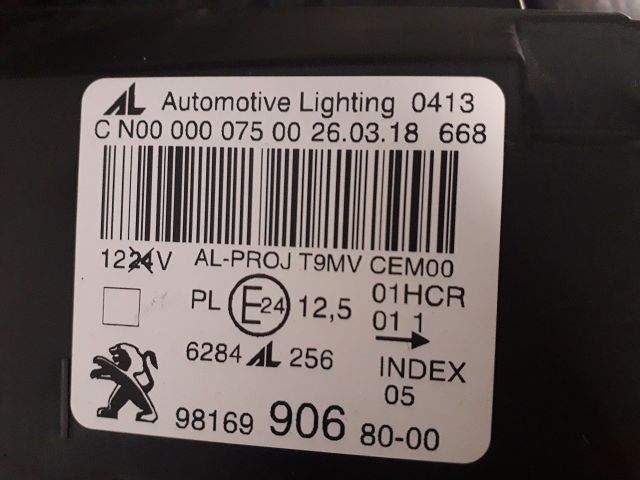 AL Automotive Lighting 0413
C N00 000 075 00 26.03.18 668
1224V AL-PROJ T9MV CEM00
PL E24 12,5 01HCR
01 1
6284 AL 256
INDEX
05
98169 906 80-00